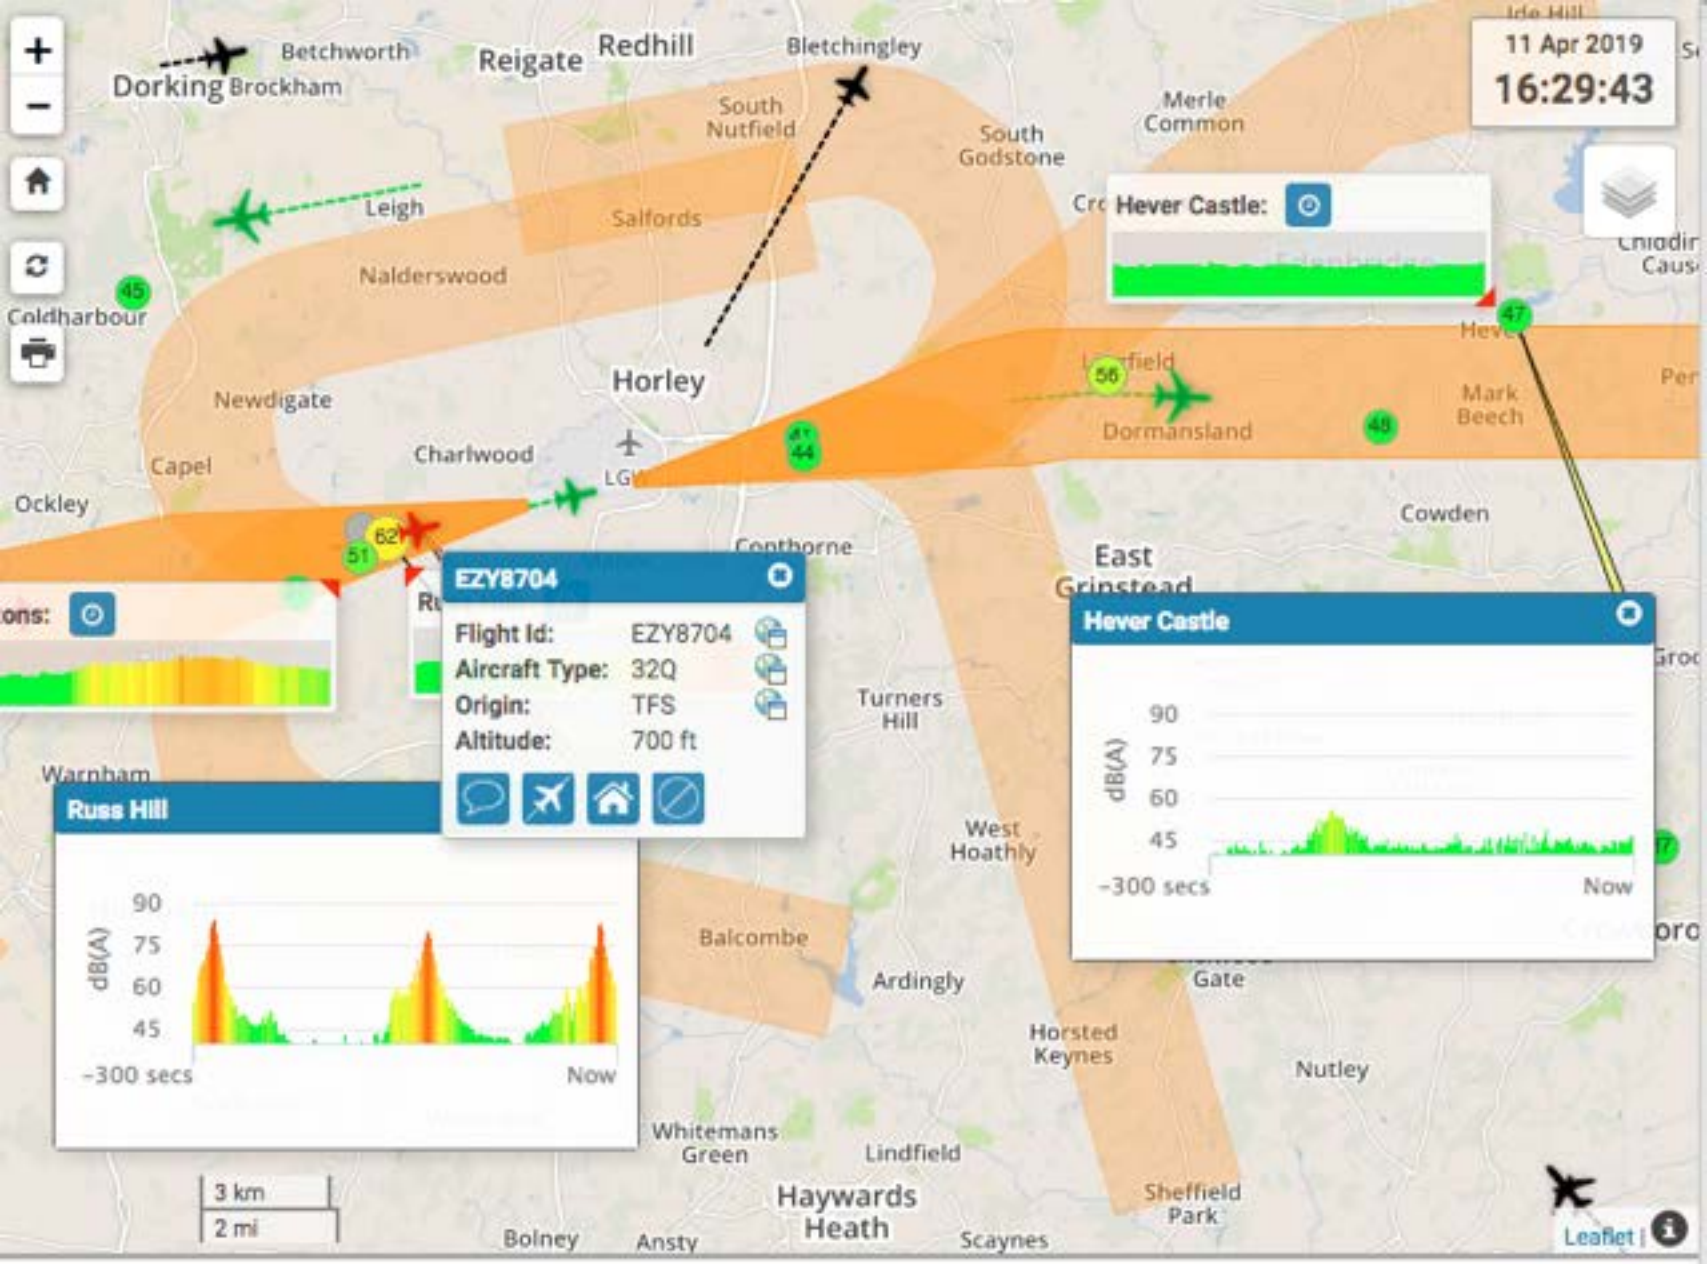 Ide Hill
+
−
Betchworth
Dorking
Brockham
Reigate
Redhill
Bletchingley
11 Apr 2019
16:29:43
South
Nutfield
Merle
Common
South
Godstone
Leigh
Salfords
Hever Castle:
Nalderswood
45
Coldharbour
47
Horley
56
Mark
Beech
Newdigate
Dormansland
48
44
Charlwood
Capel
Ockley
Cowden
62
51
Copthorne
East
Grinstead
EZY8704
Flight Id: EZY8704
Aircraft Type: 32Q
Origin: TFS
Altitude: 700 ft
Hever Castle
90
75
60
45
dB(A)
-300 secs
Now
Turners
Hill
Warnham
Russ Hill
90
75
60
45
dB(A)
-300 secs
Now
West
Hoathly
Balcombe
Ardingly
Gate
Horsted
Keynes
Nutley
Whitemans
Green
Lindfield
3 km
2 mi
Haywards
Heath
Sheffield
Park
Bolney
Ansty
Scaynes
Leaflet |